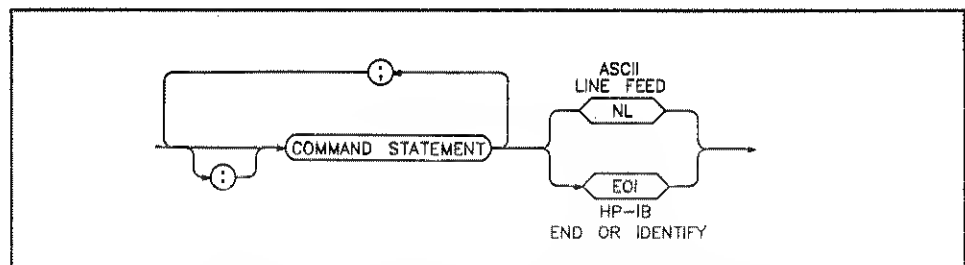 ;
ASCII
LINE FEED
NL
COMMAND STATEMENT
:
EOI
HP-IB
END OR IDENTIFY